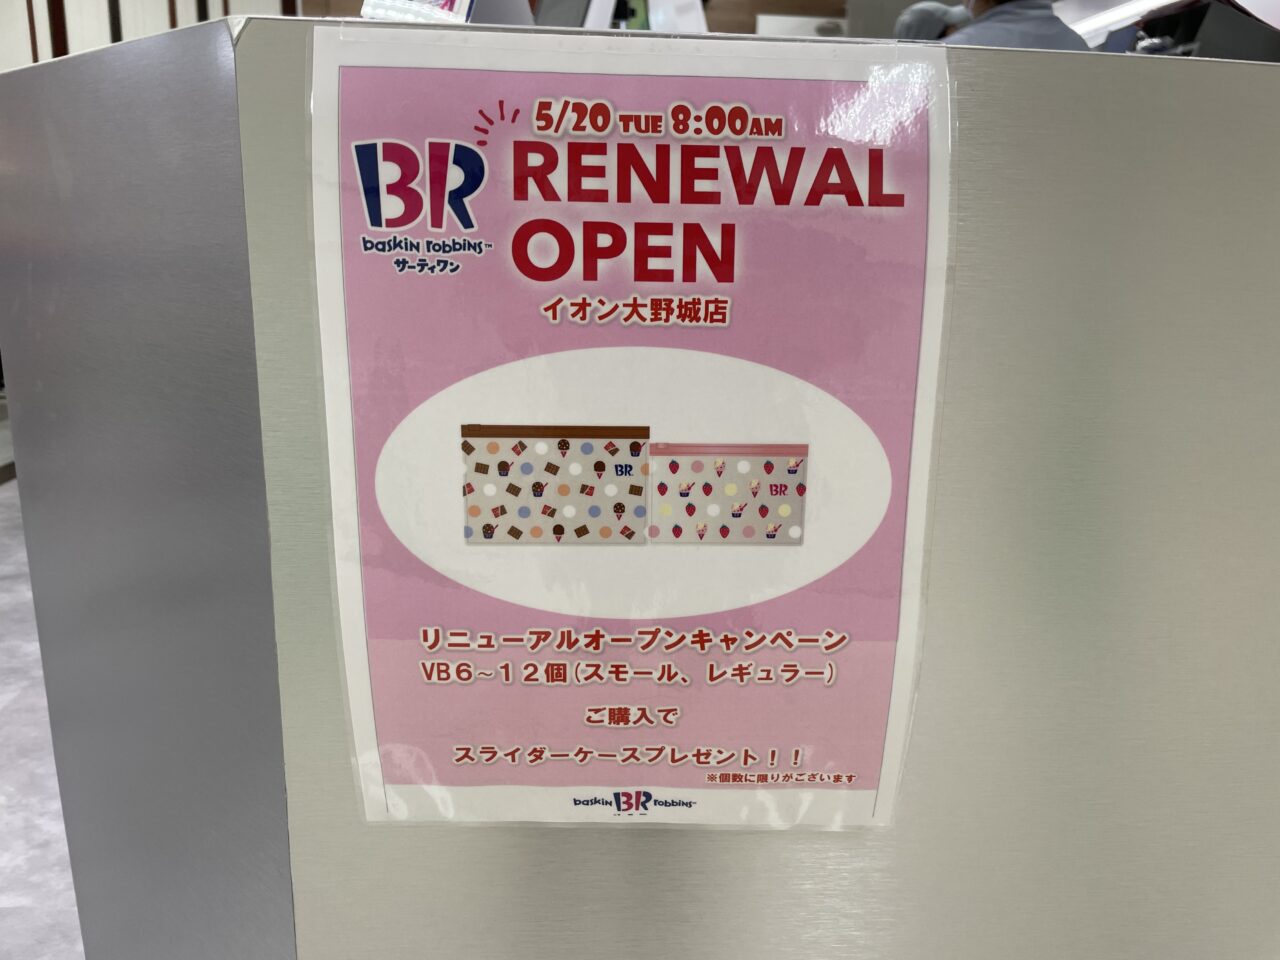 5/20 TUE 8:00AM
BR
baskin robbins™
サーティワン
RENEWAL
OPEN
イオン大野城店
BR
BR
リニューアルオープンキャンペーン
VB6~12個(スモール、レギュラー)
ご購入で
スライダーケースプレゼント！！
※個数に限りがございます
baskin BR robbins™